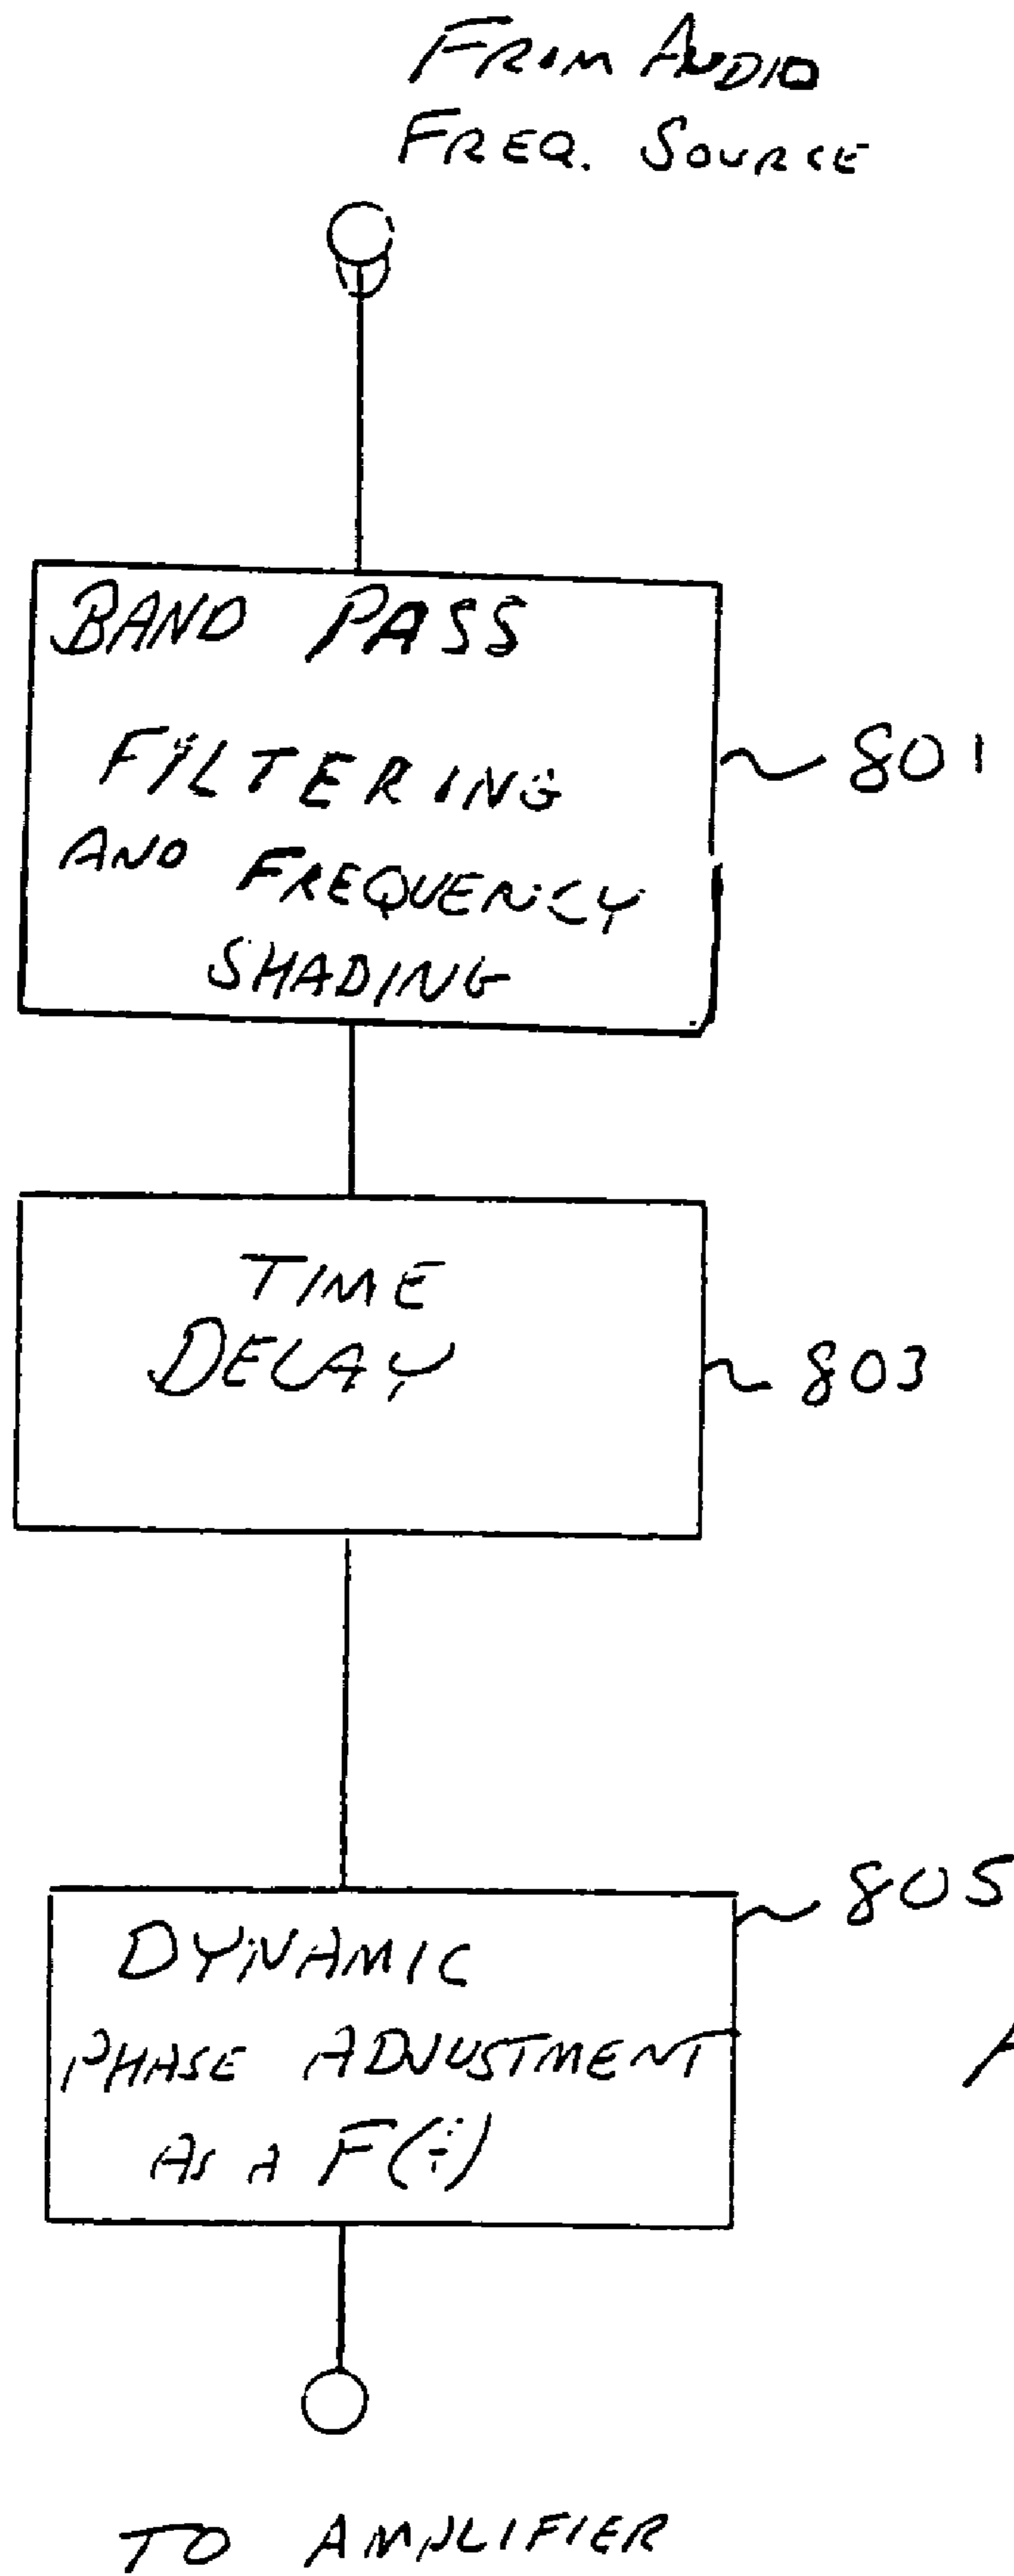 FROM AUDIO
FREQ. SOURCE
BAND PASS
FILTERING
AND FREQUENCY
SHADING
801
TIME
DELAY
803
805
DYNAMIC
PHASE ADJUSTMENT
AS A
TO AMPLIFIER